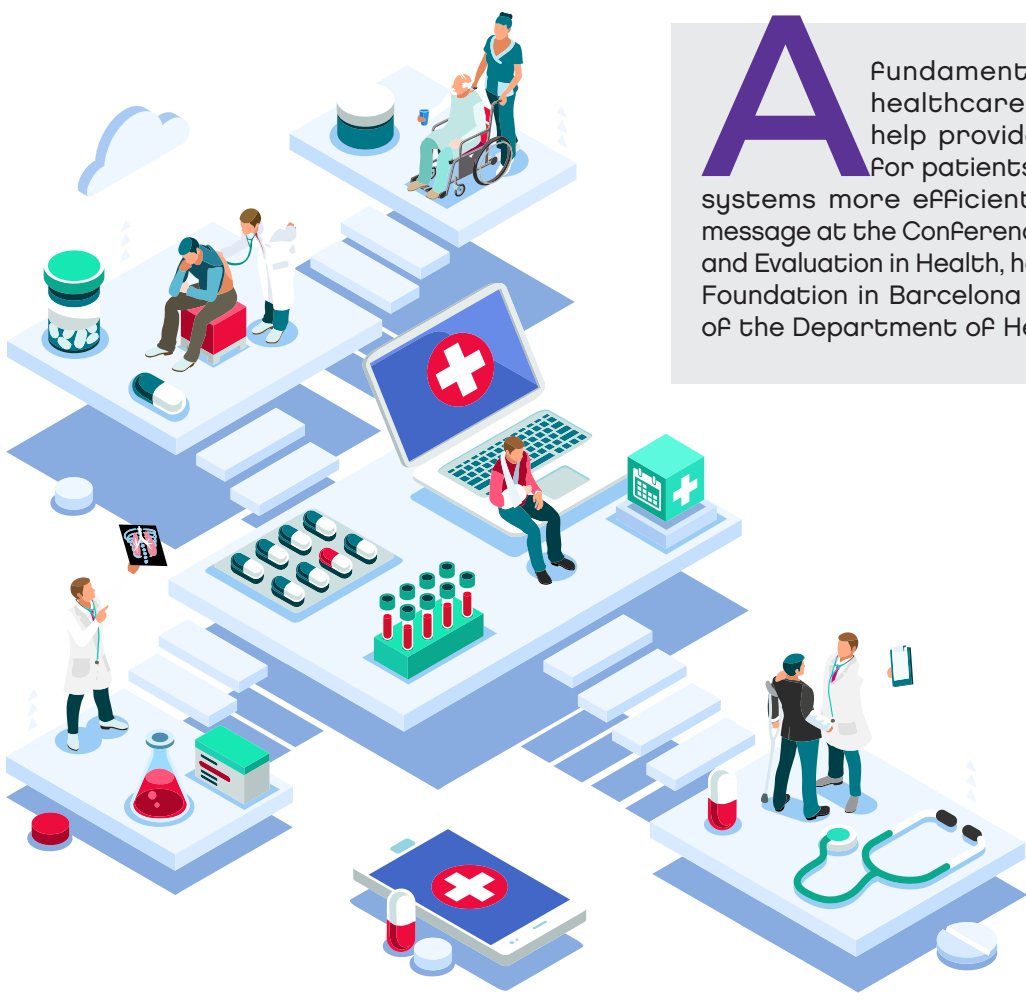 A fundament
healthcare
help provide
for patients
systems more efficient
message at the Conferenc
and Evaluation in Health, h
Foundation in Barcelona
of the Department of He